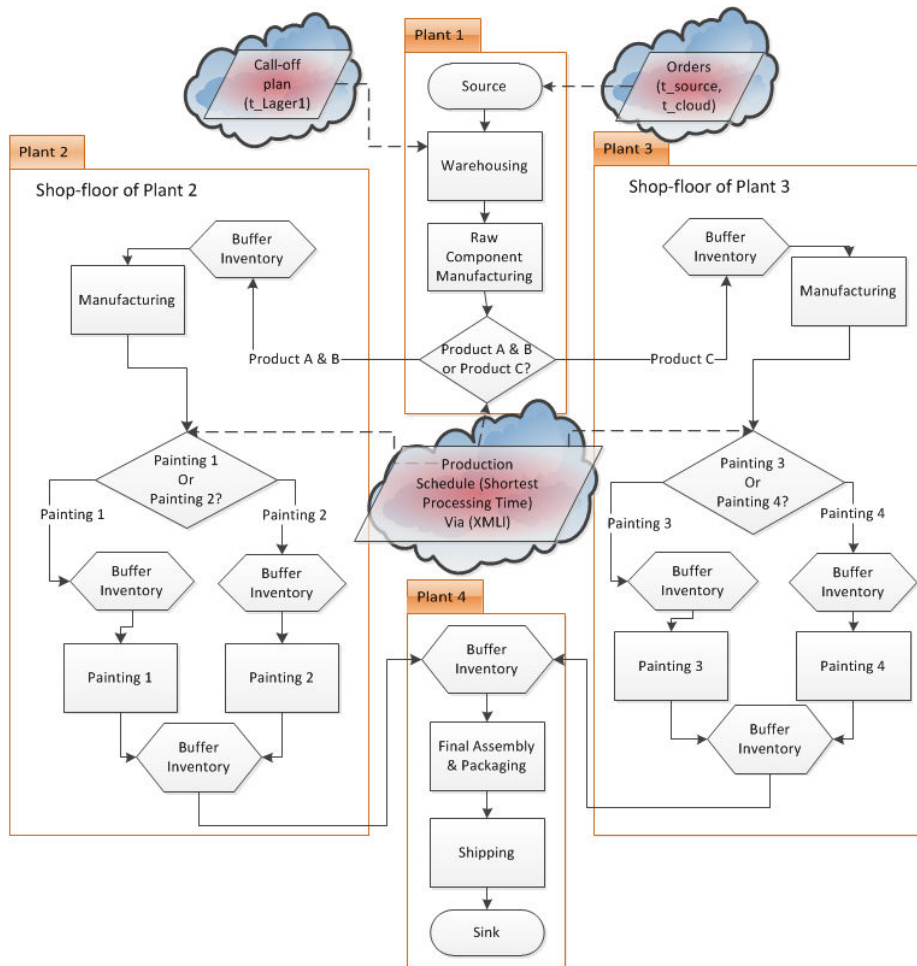 Plant 1
Call-off
plan
(t_Lager1)
Source
Orders
(t_source,
t_cloud)
Plant 2
Plant 3
Warehousing
Shop-floor of Plant 2
Shop-floor of Plant 3
Buffer
Inventory
Raw
Component
Manufacturing
Buffer
Inventory
Manufacturing
Manufacturing
Product A & B
Product A & B
or Product C?
Product C
Painting 1
Or
Painting 2?
Production
Schedule (Shortest
Processing Time)
Via (XMLI)
Painting 3
Or
Painting 4?
Painting 1
Painting 2
Painting 3
Painting 4
Buffer
Inventory
Buffer
Inventory
Buffer
Inventory
Buffer
Inventory
Plant 4
Buffer
Inventory
Painting 1
Painting 2
Painting 3
Painting 4
Buffer
Inventory
Final Assembly
& Packaging
Buffer
Inventory
Shipping
Sink